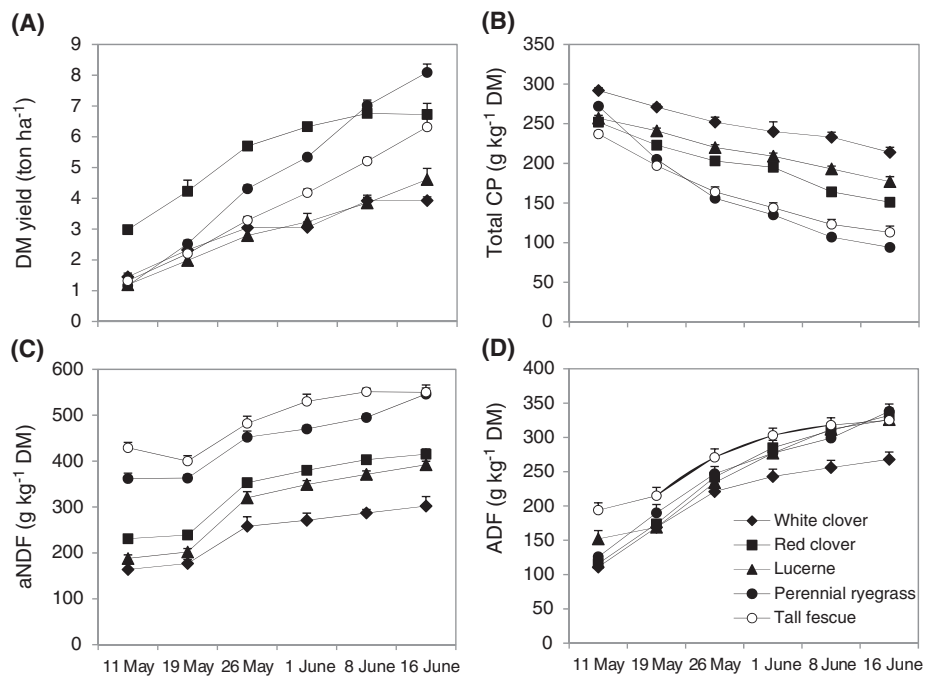 (A)
DM yield (ton ha⁻¹)
9
8
7
6
5
4
3
2
1
0
(B)
Total CP (g kg⁻¹ DM)
350
300
250
200
150
100
50
0
(C)
aNDF (g kg⁻¹ DM)
600
500
400
300
200
100
0
11 May 19 May 26 May 1 June 8 June 16 June
(D)
ADF (g kg⁻¹ DM)
400
350
300
250
200
150
100
50
0
White clover
Red clover
Lucerne
Perennial ryegrass
Tall fescue
11 May 19 May 26 May 1 June 8 June 16 June